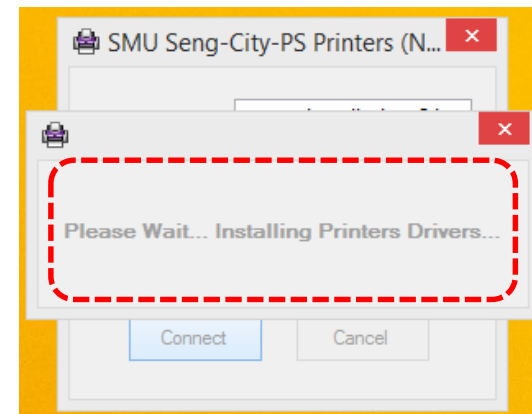 SMU Seng-City-PS Printers (N...
Please Wait... Installing Printers Drivers...
Connect
Cancel